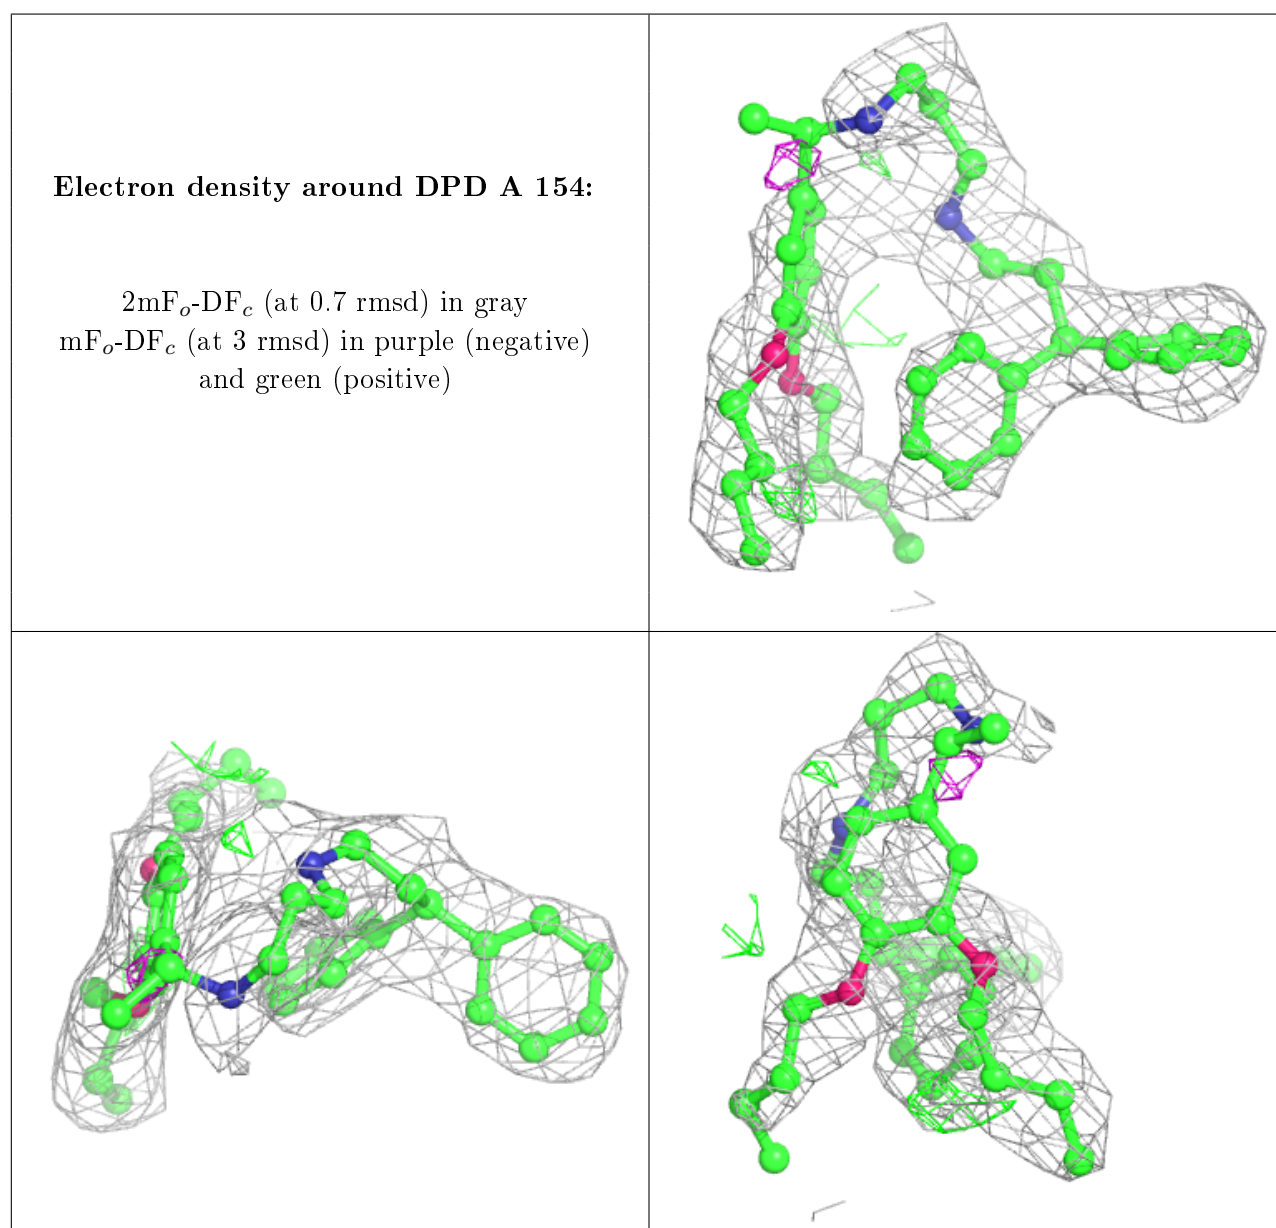 Electron density around DPD A 154:
2mFₒ-DF𝒸 (at 0.7 rmsd) in gray
mFₒ-DF𝒸 (at 3 rmsd) in purple (negative)
and green (positive)